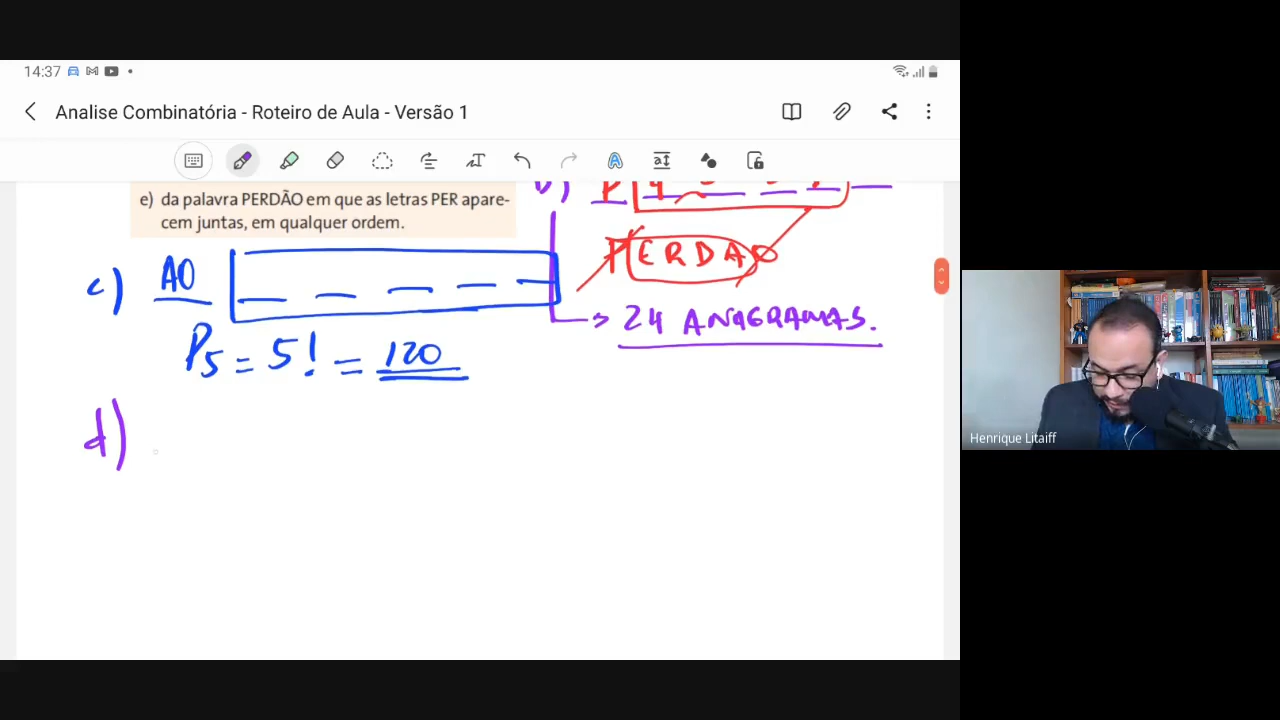 14:37
Analise Combinatória - Roteiro de Aula - Versão 1
e) da palavra PERDÃO em que as letras PER apare-
cem juntas, em qualquer ordem.
P
PERDAO
→ 24 ANAGRAMAS.
c) AO
P5 = 5! = 120
d)
Henrique Litaiff